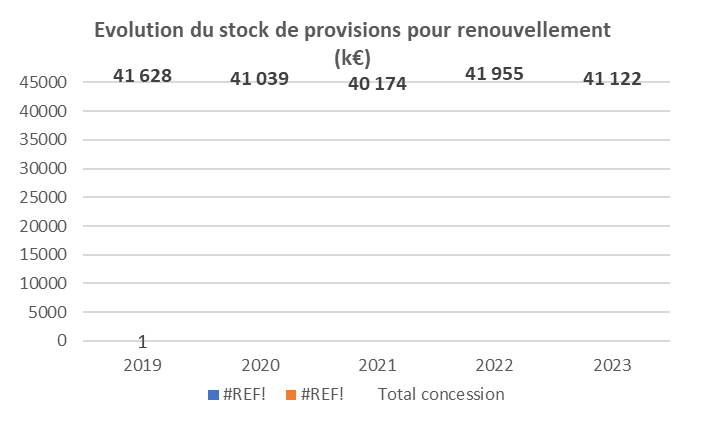 Evolution du stock de provisions pour renouvellement
(k€)
41 628 41 039 40 174 41 955 41 122
45000
40000
35000
30000
25000
20000
15000
10000
5000
0
1
2019 2020 2021 2022 2023
#REF! #REF! Total concession